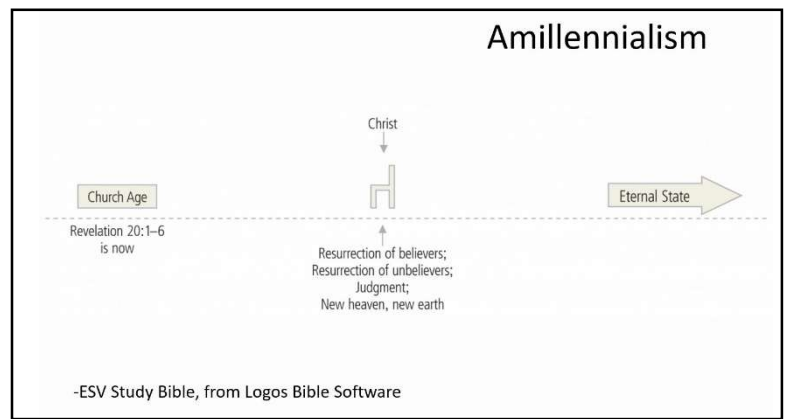 Amillennialism
Christ
Church Age
Eternal State
Revelation 20:1–6
is now
Resurrection of believers;
Resurrection of unbelievers;
Judgment;
New heaven, new earth
-ESV Study Bible, from Logos Bible Software